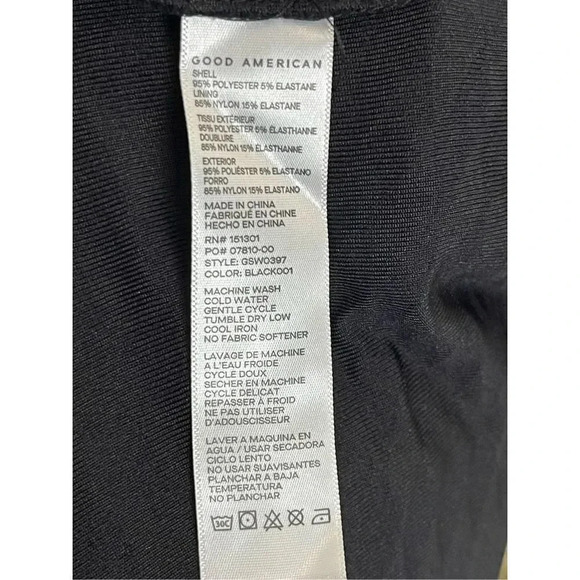 GOOD AMERICAN
SHELL
95% POLYESTER 5% ELASTANE
LINING
85% NYLON 15% ELASTANE
TISSU EXTÉRIEUR
95% POLYESTER 5% ÉLASTHANNE
DOUBLURE
85% NYLON 15% ÉLASTHANNE
EXTERIOR
95% POLIÉSTER 5% ELASTANO
FORRO
85% NYLON 15% ELASTANO
MADE IN CHINA
FABRIQUÉ EN CHINE
HECHO EN CHINA
RN# 151301
PO# 07810-00
STYLE: GSW0397
COLOR: BLACK001
MACHINE WASH
COLD WATER
GENTLE CYCLE
TUMBLE DRY LOW
COOL IRON
NO FABRIC SOFTENER
LAVAGE DE MACHINE
A L'EAU FROIDE
CYCLE DOUX
SECHER EN MACHINE
CYCLE DELICAT
REPASSER À FROID
NE PAS UTILISER
D'ADOUSCISSEUR
LAVER A MAQUINA EN
AGUA / USAR SECADORA
CICLO LENTO
NO USAR SUAVISANTES
PLANCHAR A BAJA
TEMPERATURA
NO PLANCHAR
30C